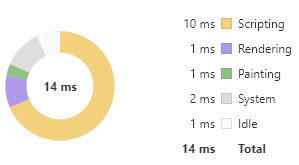 10 ms Scripting
1 ms Rendering
1 ms Painting
14 ms
2 ms System
1 ms Idle
14 ms Total